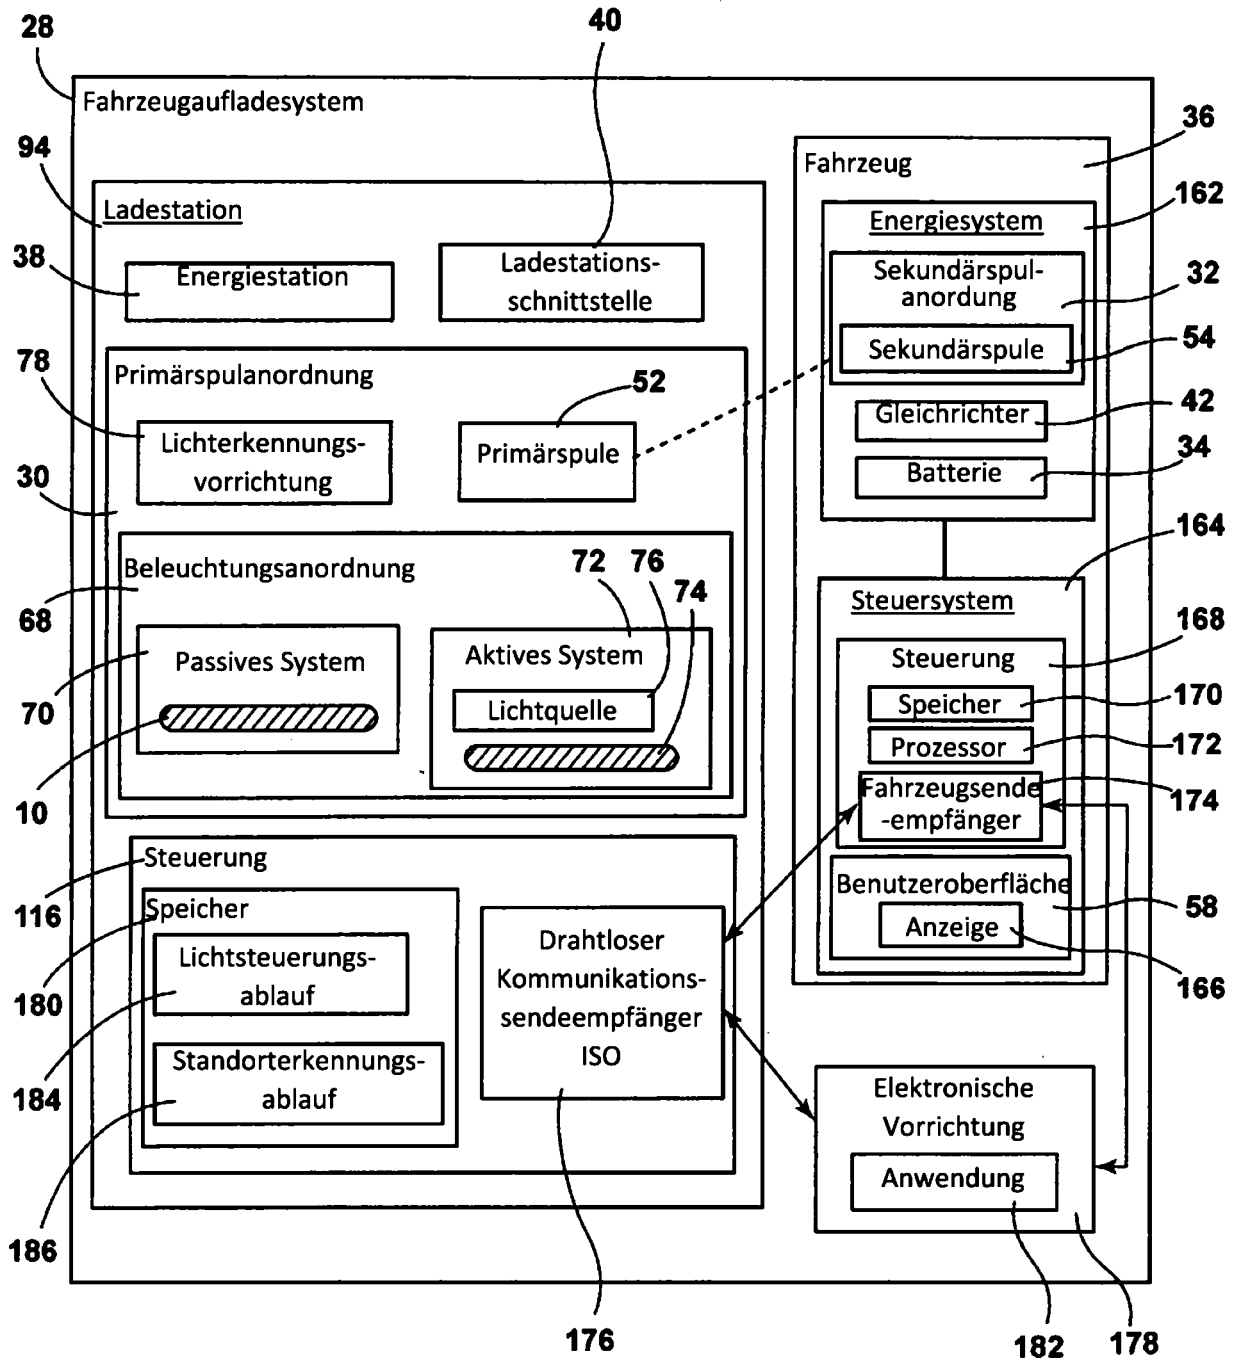 28
40
Fahrzeugaufladesystem
94
36
Fahrzeug
162
Ladestation
Energiesystem
38
Energiestation
Ladestations-
schnittstelle
Sekundärspul-
anordung
32
Sekundärspule
54
78
Primärspulanordnung
52
Gleichrichter
42
Lichterkennungs-
vorrichtung
Primärspule
30
Batterie
34
164
Beleuchtungsanordnung
72
76
74
68
Steuersystem
168
Passives System
Aktives System
Steuerung
70
Lichtquelle
Speicher
170
Prozessor
172
10
Fahrzeugsende
-empfänger
174
Steuerung
116
Speicher
Benutzeroberfläche
58
Anzeige
166
180
Lichtsteuerungs-
ablauf
Drahtloser
Kommunikations-
sendeempfänger
ISO
184
Standorterkennungs-
ablauf
Elektronische
Vorrichtung
Anwendung
186
176
182
178